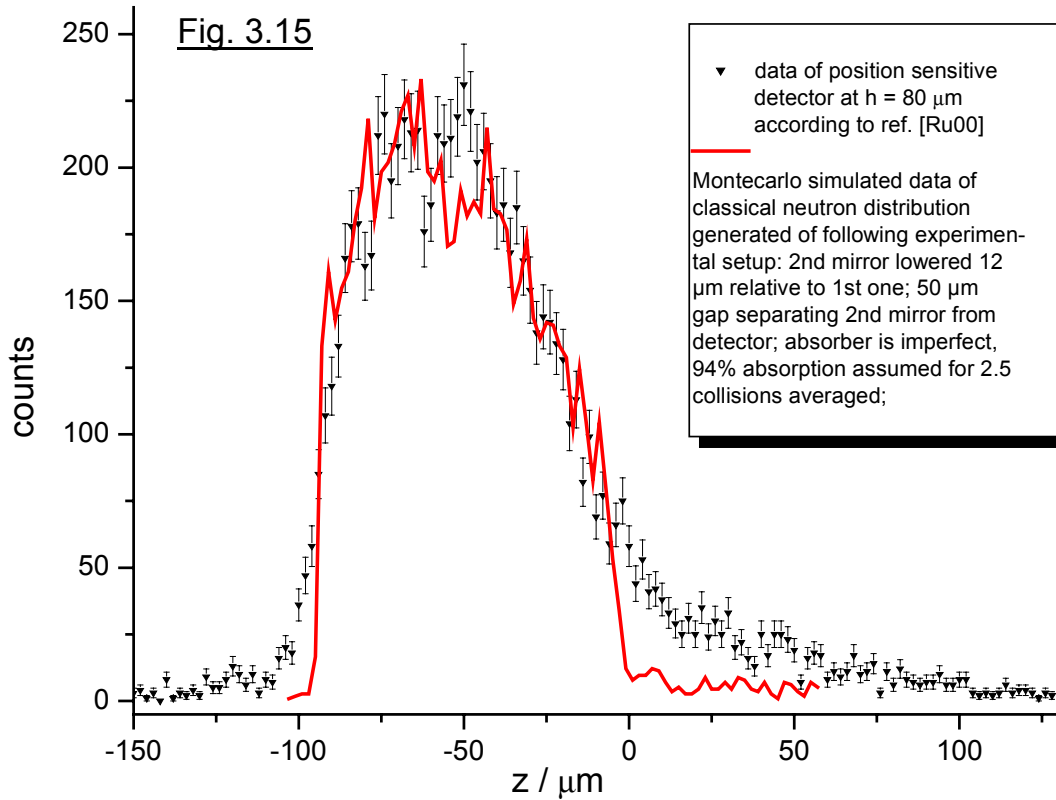 Fig. 3.15
250
200
150
100
50
0
counts
-150
-100
-50
0
50
100
z / μm
data of position sensitive
detector at h = 80 μm
according to ref. [Ru00]
Montecarlo simulated data of
classical neutron distribution
generated of following experimen-
tal setup: 2nd mirror lowered 12
µm relative to 1st one; 50 µm
gap separating 2nd mirror from
detector; absorber is imperfect,
94% absorption assumed for 2.5
collisions averaged;